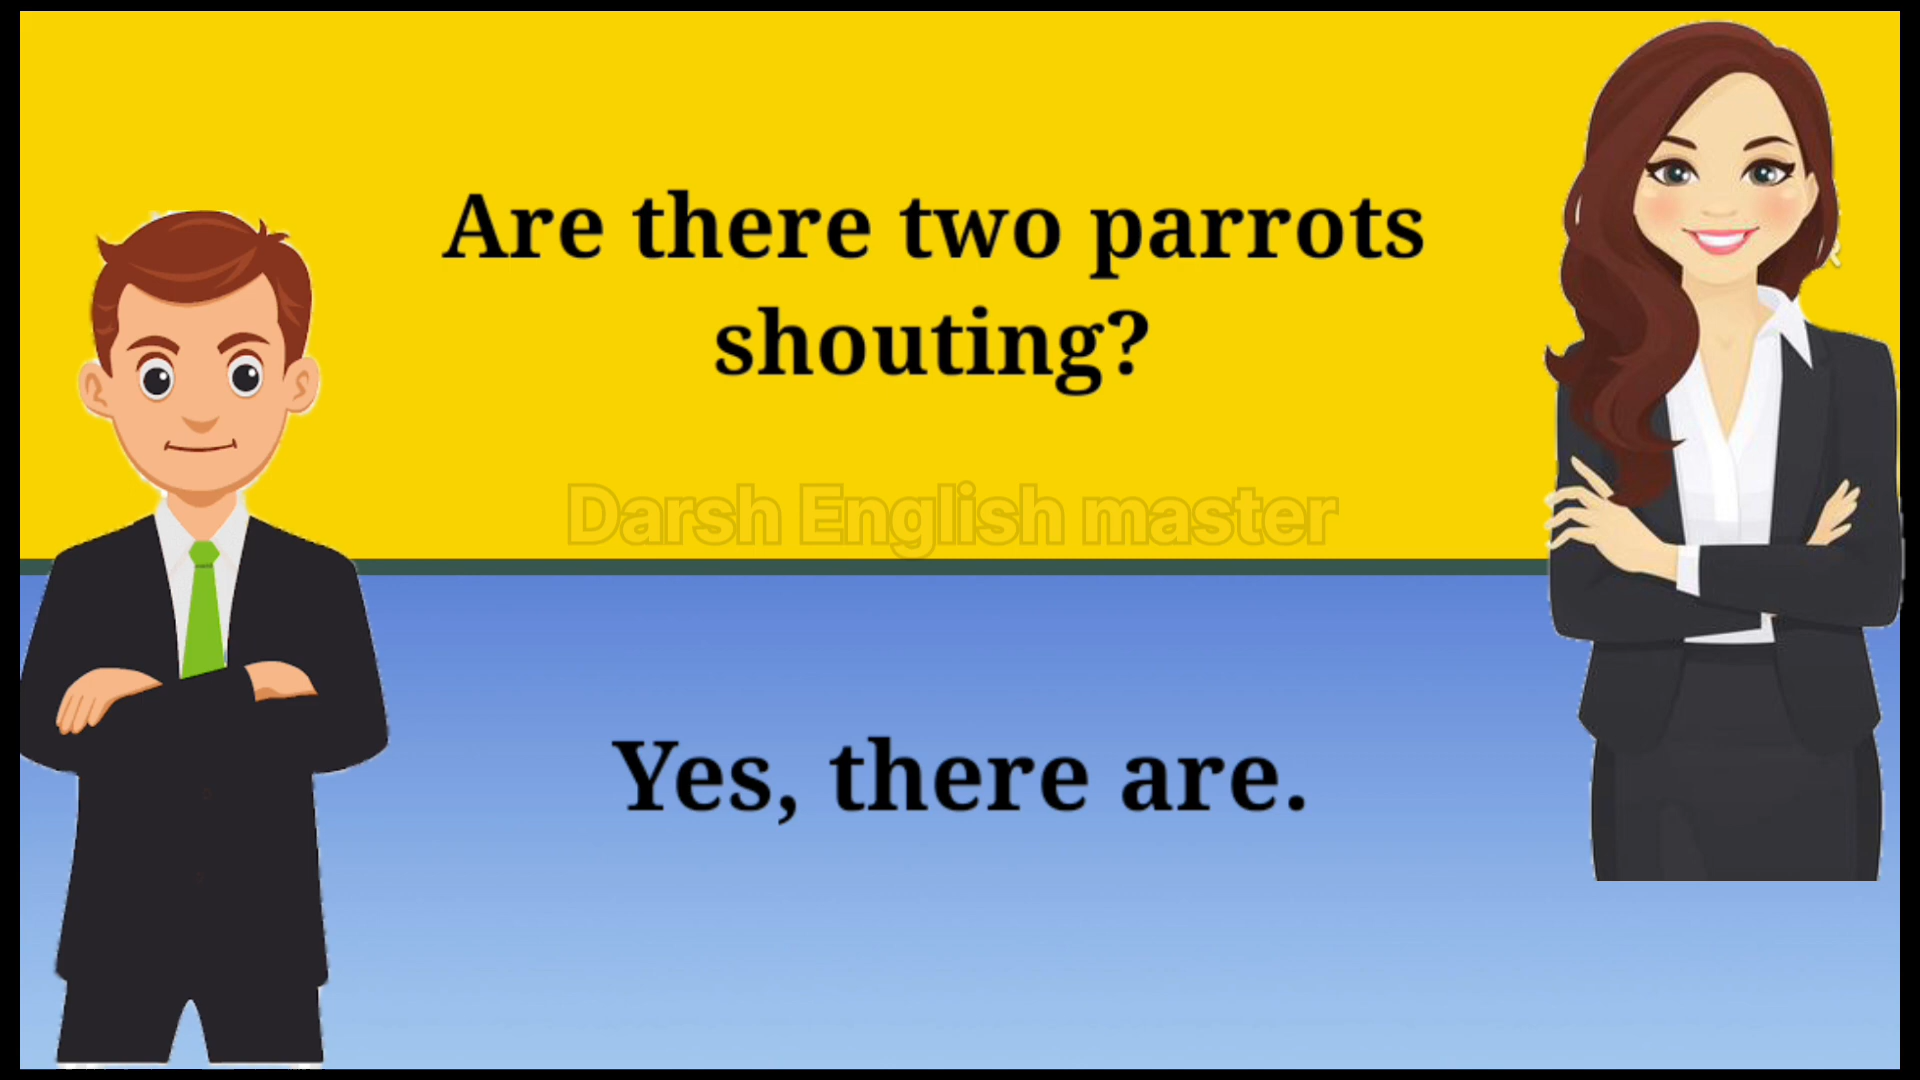 Are there two parrots
shouting?
Darsh English master
Yes, there are.